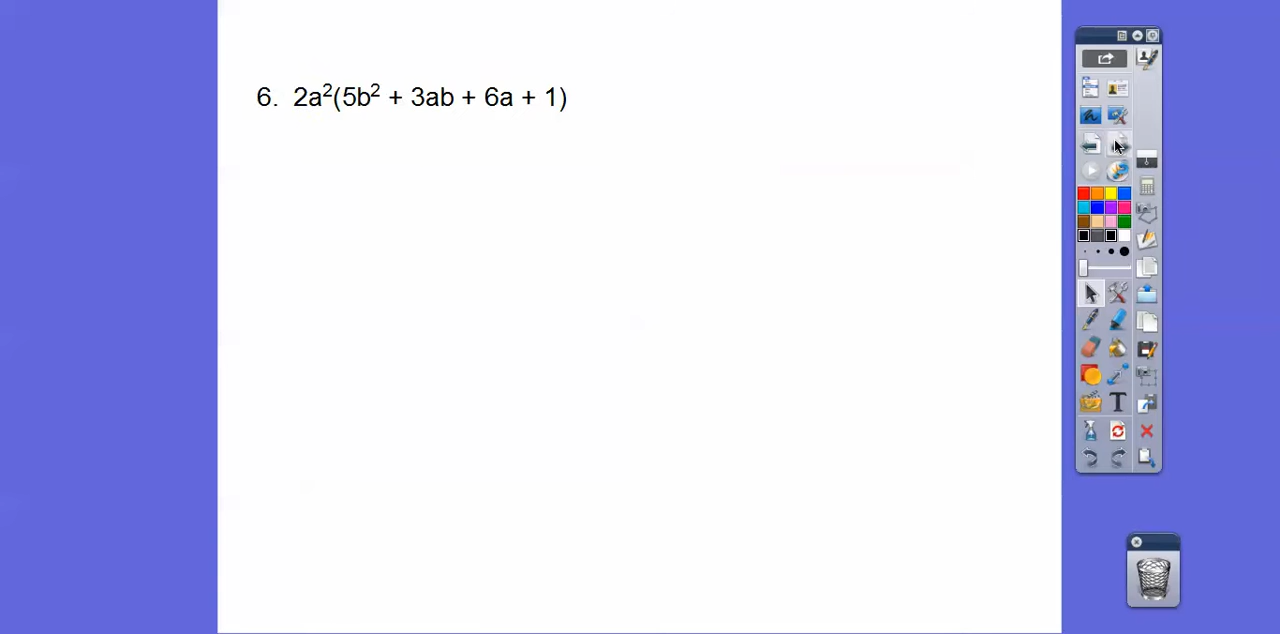 6. 2a²(5b² + 3ab + 6a + 1)